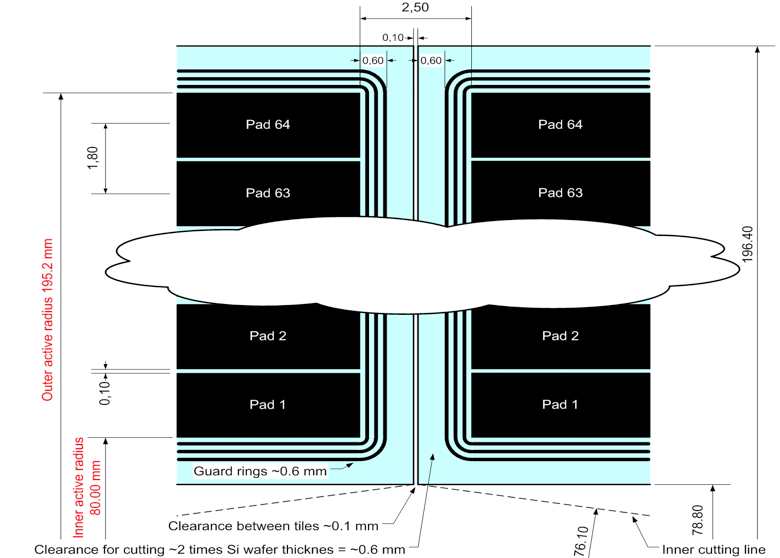 2,50
0,10
0,60
0,60
Pad 64
Pad 64
1,80
Pad 63
Pad 63
196.40
Outer active radius 195.2 mm
Pad 2
Pad 2
0,10
Pad 1
Pad 1
Inner active radius
80.00 mm
Guard rings ~0.6 mm
78.80
76.10
Clearance between tiles ~0.1 mm
Clearance for cutting ~2 times Si wafer thicknes = ~0.6 mm
Inner cutting line